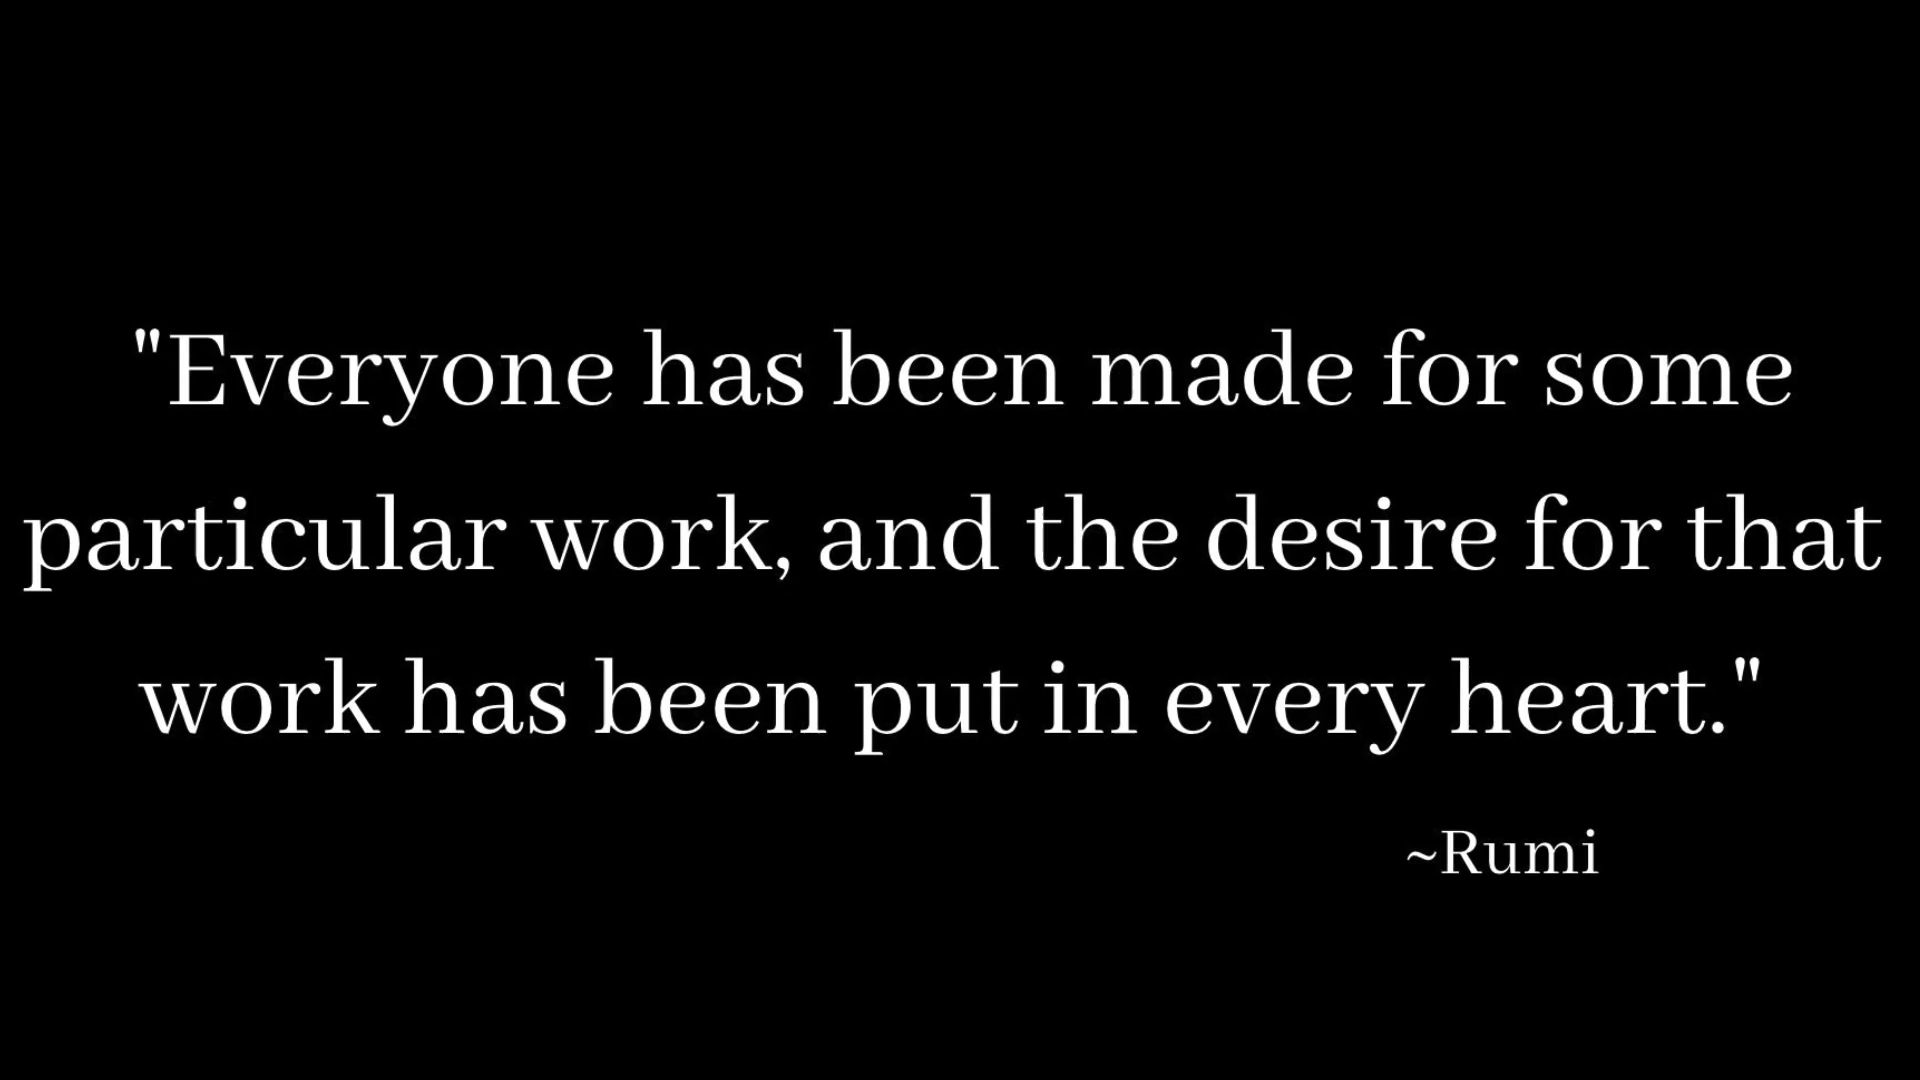 "Everyone has been made for some
particular work, and the desire for that
work has been put in every heart."
~Rumi